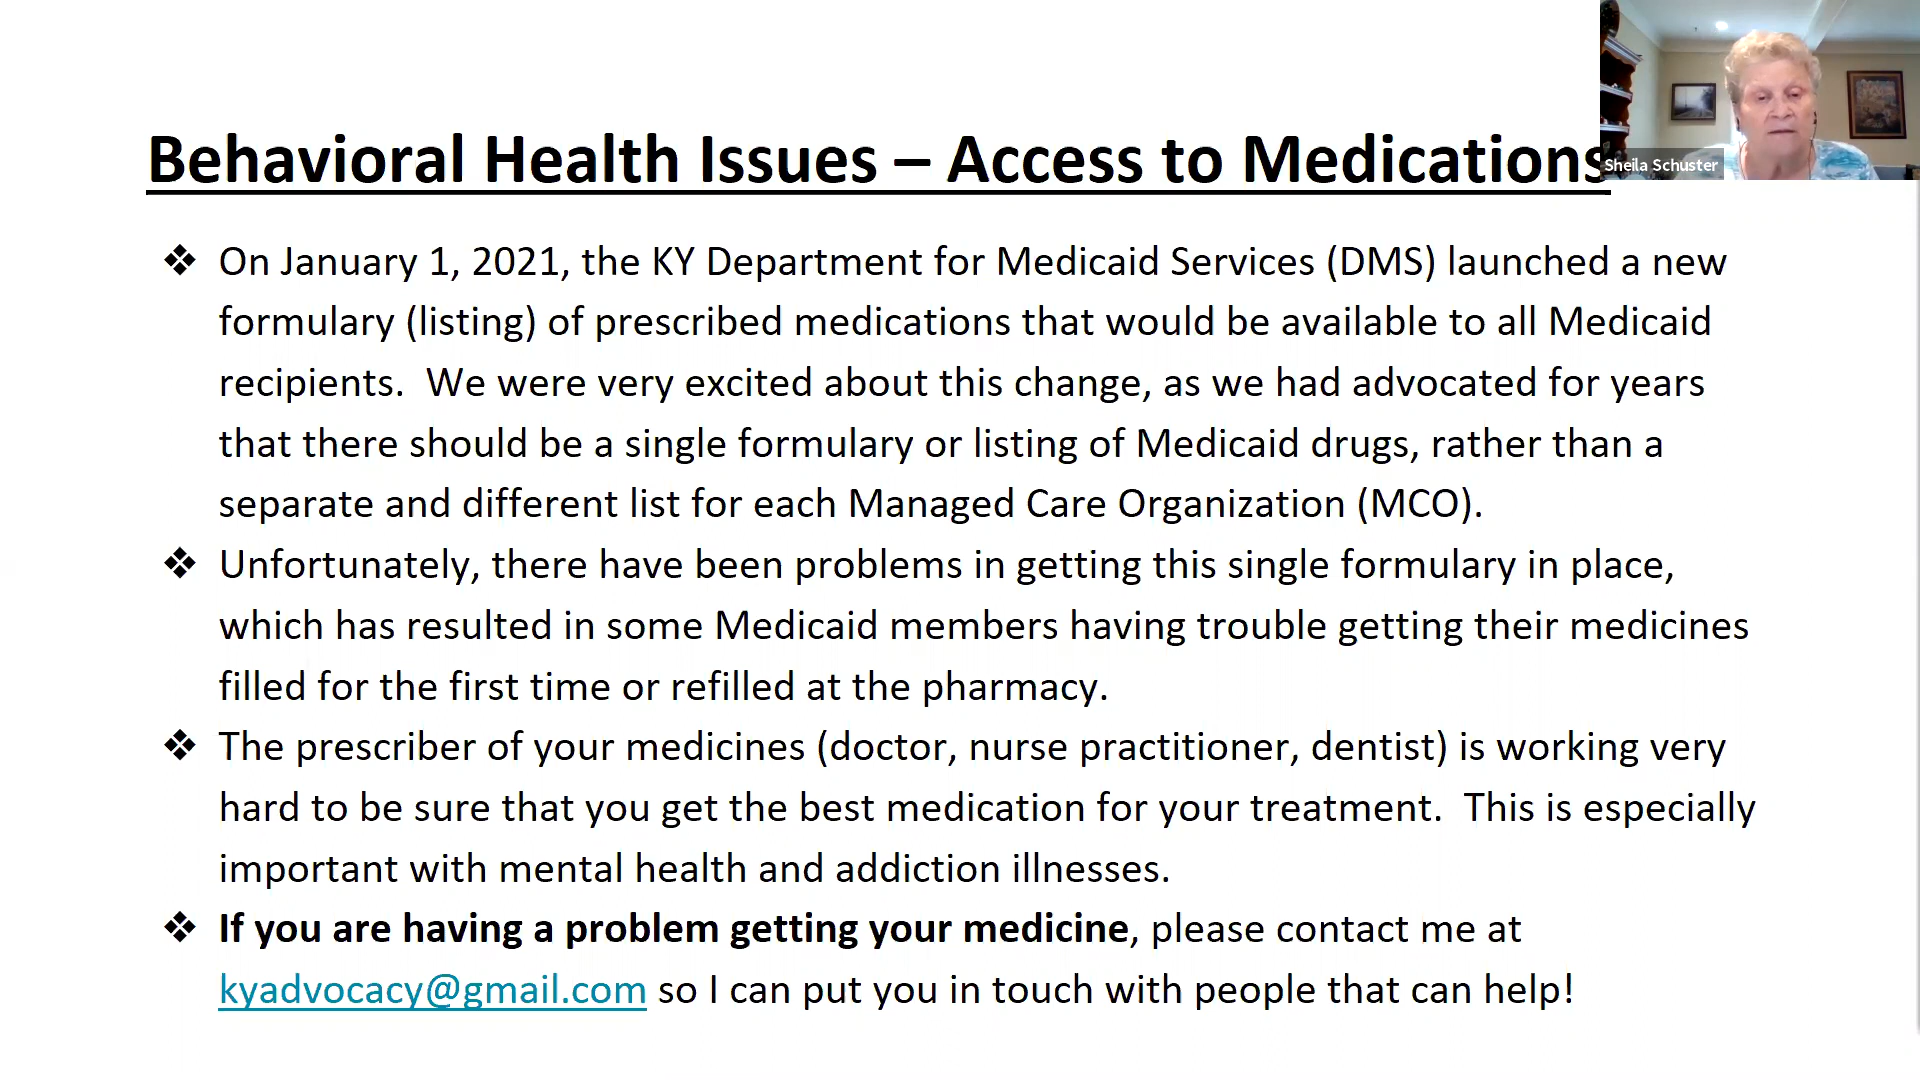 Behavioral Health Issues – Access to Medications
Sheila Schuster
❖ On January 1, 2021, the KY Department for Medicaid Services (DMS) launched a new
formulary (listing) of prescribed medications that would be available to all Medicaid
recipients.  We were very excited about this change, as we had advocated for years
that there should be a single formulary or listing of Medicaid drugs, rather than a
separate and different list for each Managed Care Organization (MCO).
❖ Unfortunately, there have been problems in getting this single formulary in place,
which has resulted in some Medicaid members having trouble getting their medicines
filled for the first time or refilled at the pharmacy.
❖ The prescriber of your medicines (doctor, nurse practitioner, dentist) is working very
hard to be sure that you get the best medication for your treatment.  This is especially
important with mental health and addiction illnesses.
❖ If you are having a problem getting your medicine, please contact me at
kyadvocacy@gmail.com so I can put you in touch with people that can help!